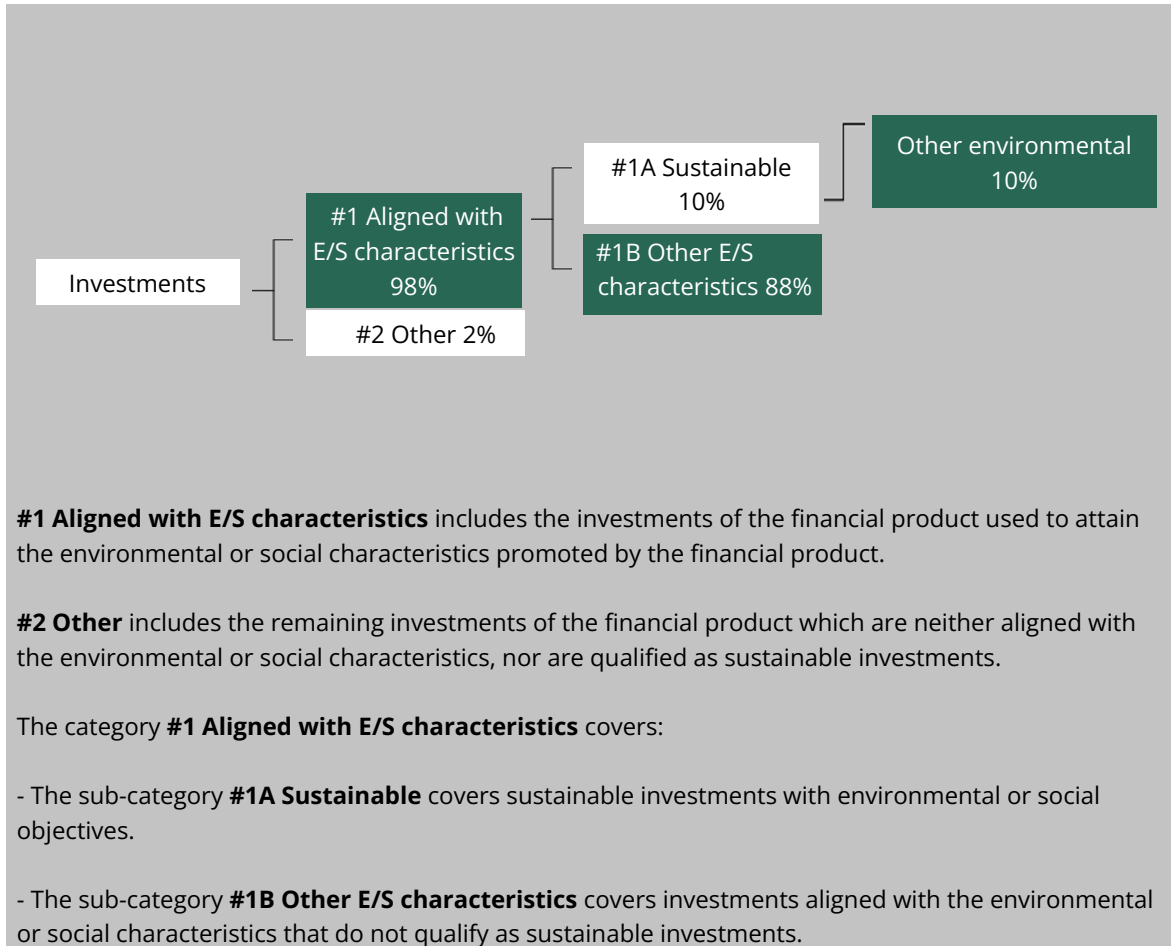 Investments
#1 Aligned with
E/S characteristics
98%
#2 Other 2%
#1A Sustainable
10%
#1B Other E/S
characteristics 88%
Other environmental
10%
#1 Aligned with E/S characteristics includes the investments of the financial product used to attain
the environmental or social characteristics promoted by the financial product.
#2 Other includes the remaining investments of the financial product which are neither aligned with
the environmental or social characteristics, nor are qualified as sustainable investments.
The category #1 Aligned with E/S characteristics covers:
- The sub-category #1A Sustainable covers sustainable investments with environmental or social
objectives.
- The sub-category #1B Other E/S characteristics covers investments aligned with the environmental
or social characteristics that do not qualify as sustainable investments.